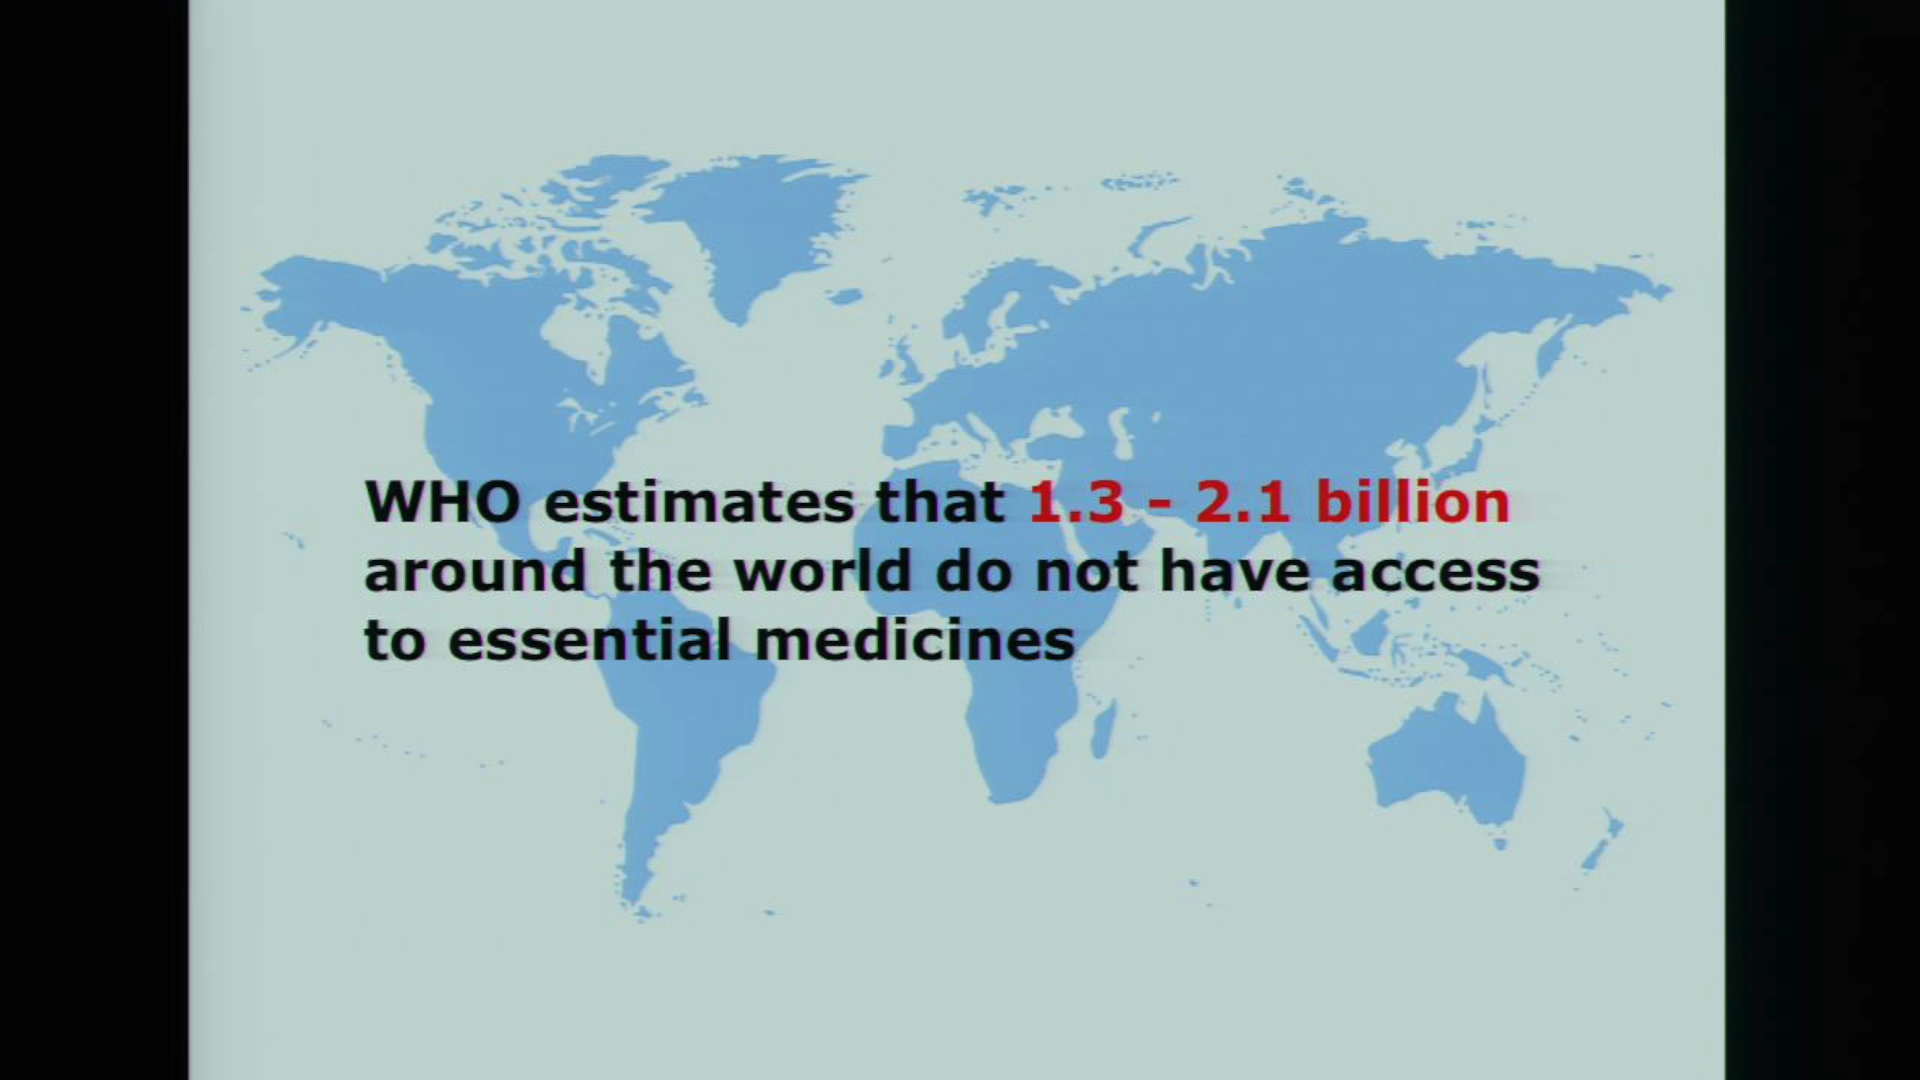 WHO estimates that 1.3 - 2.1 billion
around the world do not have access
to essential medicines